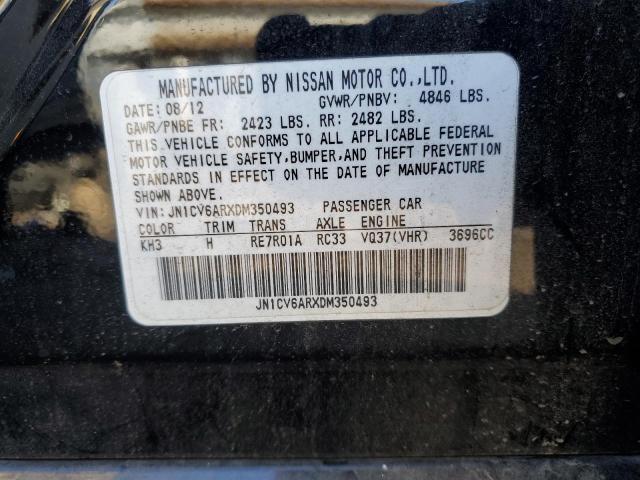 MANUFACTURED BY NISSAN MOTOR CO.,LTD.
DATE: 08/12 GVWR/PNBV: 4846 LBS.
GAWR/PNBE FR: 2423 LBS. RR: 2482 LBS.
THIS VEHICLE CONFORMS TO ALL APPLICABLE FEDERAL
MOTOR VEHICLE SAFETY,BUMPER,AND THEFT PREVENTION
STANDARDS IN EFFECT ON THE DATE OF MANUFACTURE
SHOWN ABOVE.
VIN: JN1CV6ARXDM350493 PASSENGER CAR
COLOR TRIM TRANS AXLE ENGINE
KH3 H RE7R01A RC33 VQ37(VHR) 3696CC
JN1CV6ARXDM350493